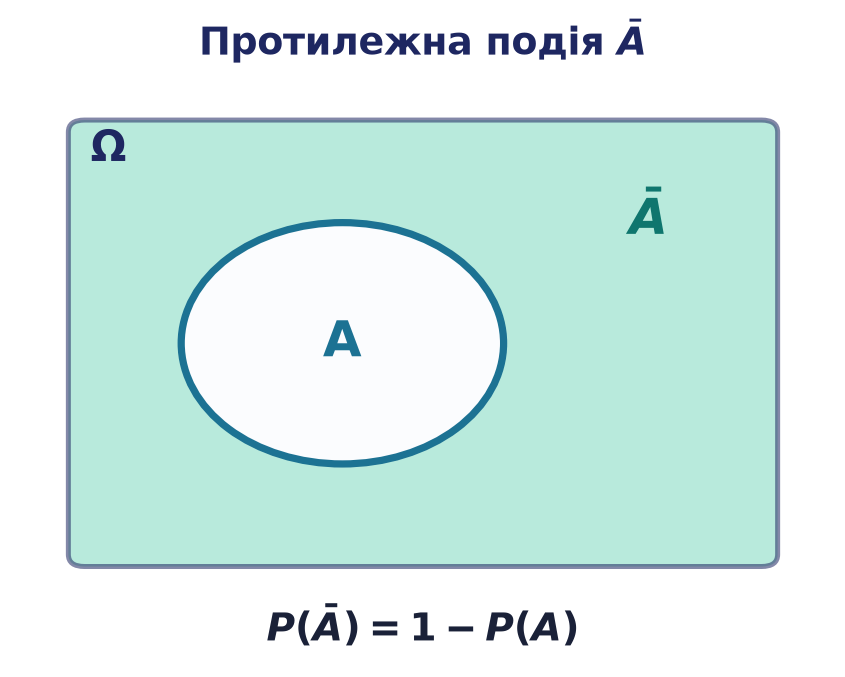 Протилежна подія Ā
Ω
Ā
A
P(Ā) = 1 − P(A)